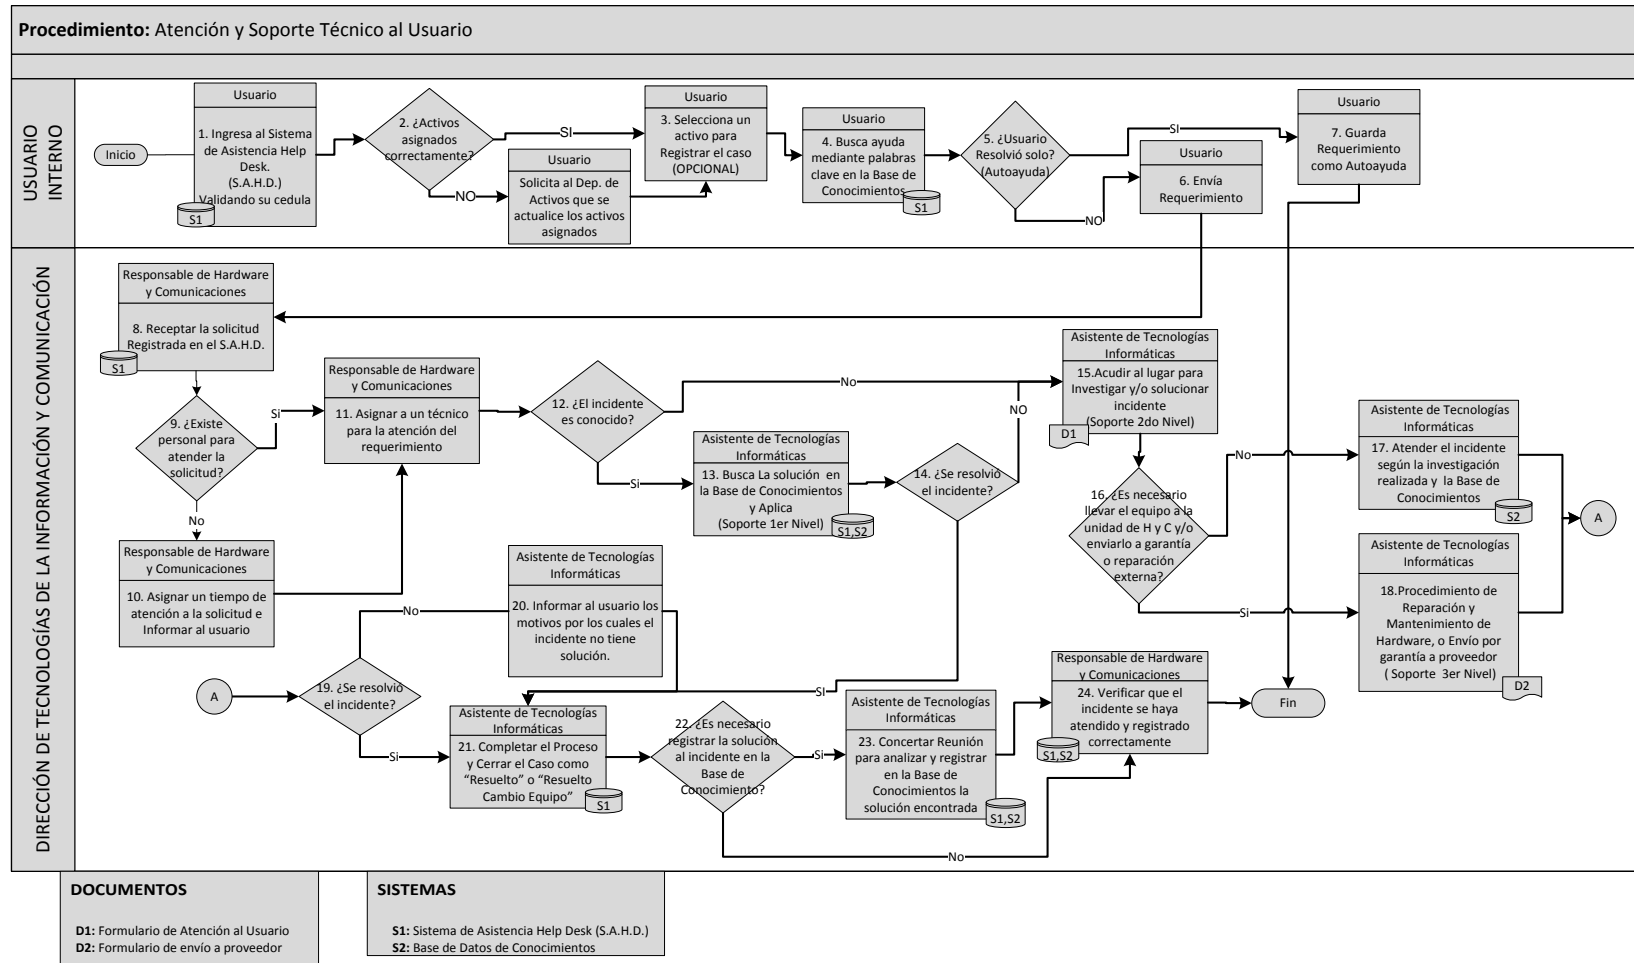 Procedimiento: Atención y Soporte Técnico al Usuario
USUARIO
INTERNO
Inicio
Usuario
1. Ingresa al Sistema
de Asistencia Help
Desk.
(S.A.H.D.)
Validando su cedula
S1
2. ¿Activos
asignados
correctamente?
SI
NO
Usuario
Solicita al Dep. de
Activos que se
actualice los activos
asignados
Usuario
3. Selecciona un
activo para
Registrar el caso
(OPCIONAL)
Usuario
4. Busca ayuda
mediante palabras
clave en la Base de
Conocimientos
S1
5. ¿Usuario
Resolvió solo?
(Autoayuda)
SI
NO
Usuario
6. Envía
Requerimiento
Usuario
7. Guarda
Requerimiento
como Autoayuda
DIRECCIÓN DE TECNOLOGÍAS DE LA INFORMACIÓN Y COMUNICACIÓN
Responsable de Hardware
y Comunicaciones
8. Receptar la solicitud
Registrada en el S.A.H.D.
S1
9. ¿Existe
personal para
atender la
solicitud?
Si
No
Responsable de Hardware
y Comunicaciones
10. Asignar un tiempo de
atención a la solicitud e
Informar al usuario
Responsable de Hardware
y Comunicaciones
11. Asignar a un técnico
para la atención del
requerimiento
12. ¿El incidente
es conocido?
No
Si
Asistente de Tecnologías
Informáticas
13. Busca La solución en
la Base de Conocimientos
y Aplica
(Soporte 1er Nivel)
S1,S2
14. ¿Se resolvió
el incidente?
NO
SI
Asistente de Tecnologías
Informáticas
15.Acudir al lugar para
Investigar y/o solucionar
incidente
(Soporte 2do Nivel)
D1
16. ¿Es necesario
llevar el equipo a la
unidad de H y C y/o
enviarlo a garantía
o reparación
externa?
No
Si
Asistente de Tecnologías
Informáticas
17. Atender el incidente
según la investigación
realizada y la Base de
Conocimientos
S2
Asistente de Tecnologías
Informáticas
18.Procedimiento de
Reparación y
Mantenimiento de
Hardware, o Envío por
garantía a proveedor
( Soporte 3er Nivel)
D2
A
A
19. ¿Se resolvió
el incidente?
No
Si
Asistente de Tecnologías
Informáticas
20. Informar al usuario los
motivos por los cuales el
incidente no tiene
solución.
Asistente de Tecnologías
Informáticas
21. Completar el Proceso
y Cerrar el Caso como
“Resuelto” o “Resuelto
Cambio Equipo”
S1
22. ¿Es necesario
registrar la solución
al incidente en la
Base de
Conocimiento?
Si
No
Asistente de Tecnologías
Informáticas
23. Concertar Reunión
para analizar y registrar
en la Base de
Conocimientos la
solución encontrada
S1,S2
Responsable de Hardware
y Comunicaciones
24. Verificar que el
incidente se haya
atendido y registrado
correctamente
S1,S2
Fin
DOCUMENTOS
D1: Formulario de Atención al Usuario
D2: Formulario de envío a proveedor
SISTEMAS
S1: Sistema de Asistencia Help Desk (S.A.H.D.)
S2: Base de Datos de Conocimientos